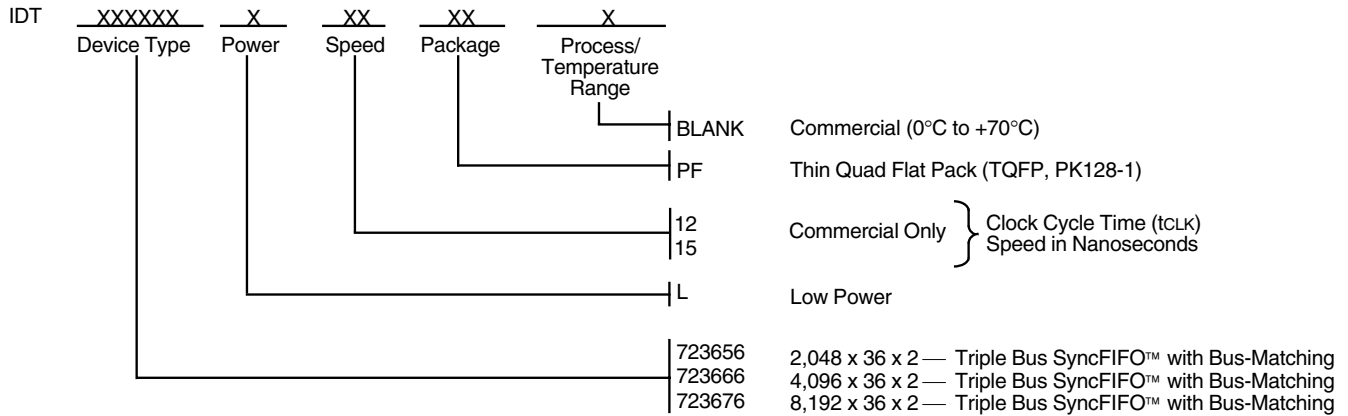 IDT XXXXXX X XX XX X
Device Type Power Speed Package Process/
Temperature
Range
BLANK Commercial (0°C to +70°C)
PF Thin Quad Flat Pack (TQFP, PK128-1)
12
15
Commercial Only
Clock Cycle Time (tCLK)
Speed in Nanoseconds
L Low Power
723656 2,048 x 36 x 2 — Triple Bus SyncFIFO™ with Bus-Matching
723666 4,096 x 36 x 2 — Triple Bus SyncFIFO™ with Bus-Matching
723676 8,192 x 36 x 2 — Triple Bus SyncFIFO™ with Bus-Matching